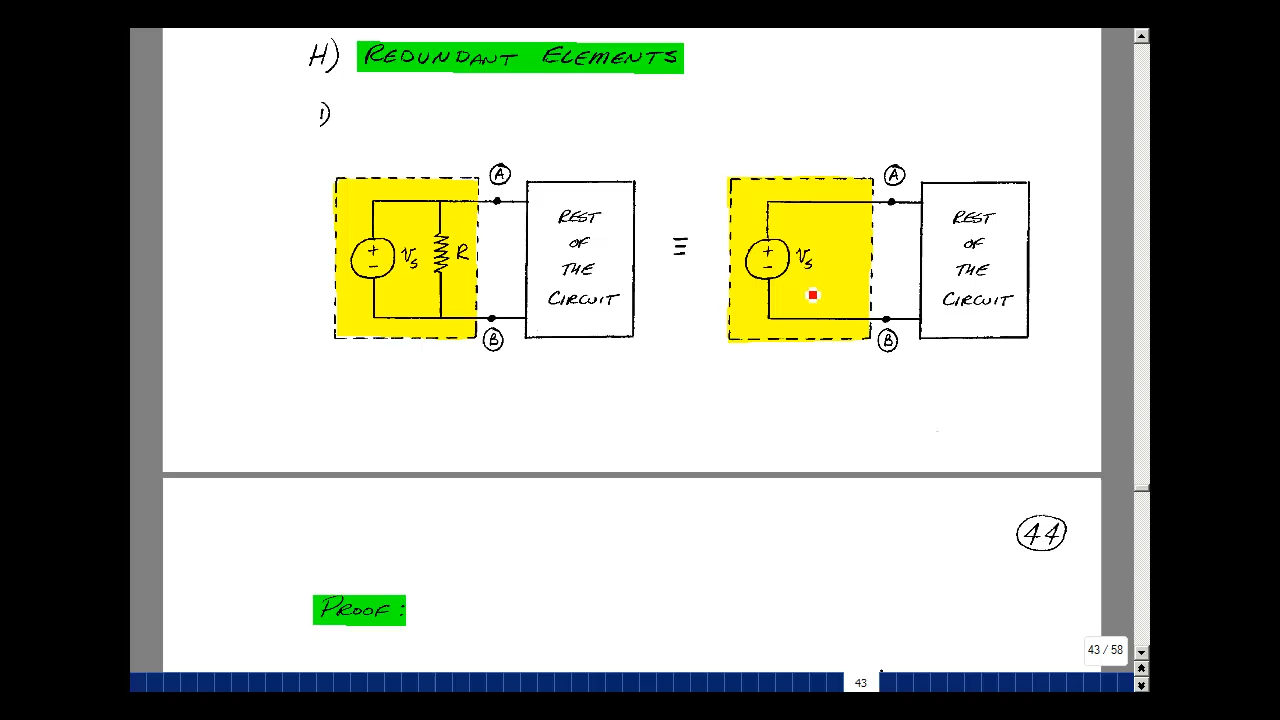 H) REDUNDANT ELEMENTS
1)
A
A
REST
OF
THE
CIRCUIT
+
-
Vs
R
≡
REST
OF
THE
CIRCUIT
+
-
Vs
B
B
44
PROOF:
43 / 58
43